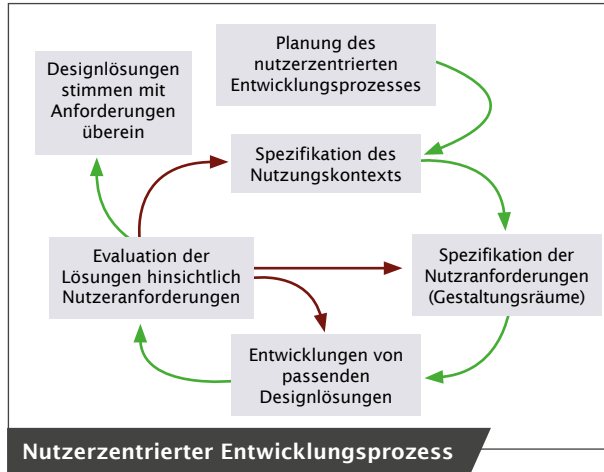 Planung des
nutzerzentrierten
Entwicklungsprozesses
Designlösungen
stimmen mit
Anforderungen
überein
Spezifikation des
Nutzungskontexts
Evaluation der
Lösungen hinsichtlich
Nutzeranforderungen
Spezifikation der
Nutzranforderungen
(Gestaltungsräume)
Entwicklungen von
passenden
Designlösungen
Nutzerzentrierter Entwicklungsprozess